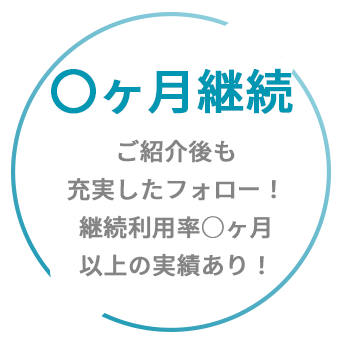 〇ヶ月継続
ご紹介後も
充実したフォロー！
継続利用率〇ヶ月
以上の実績あり！